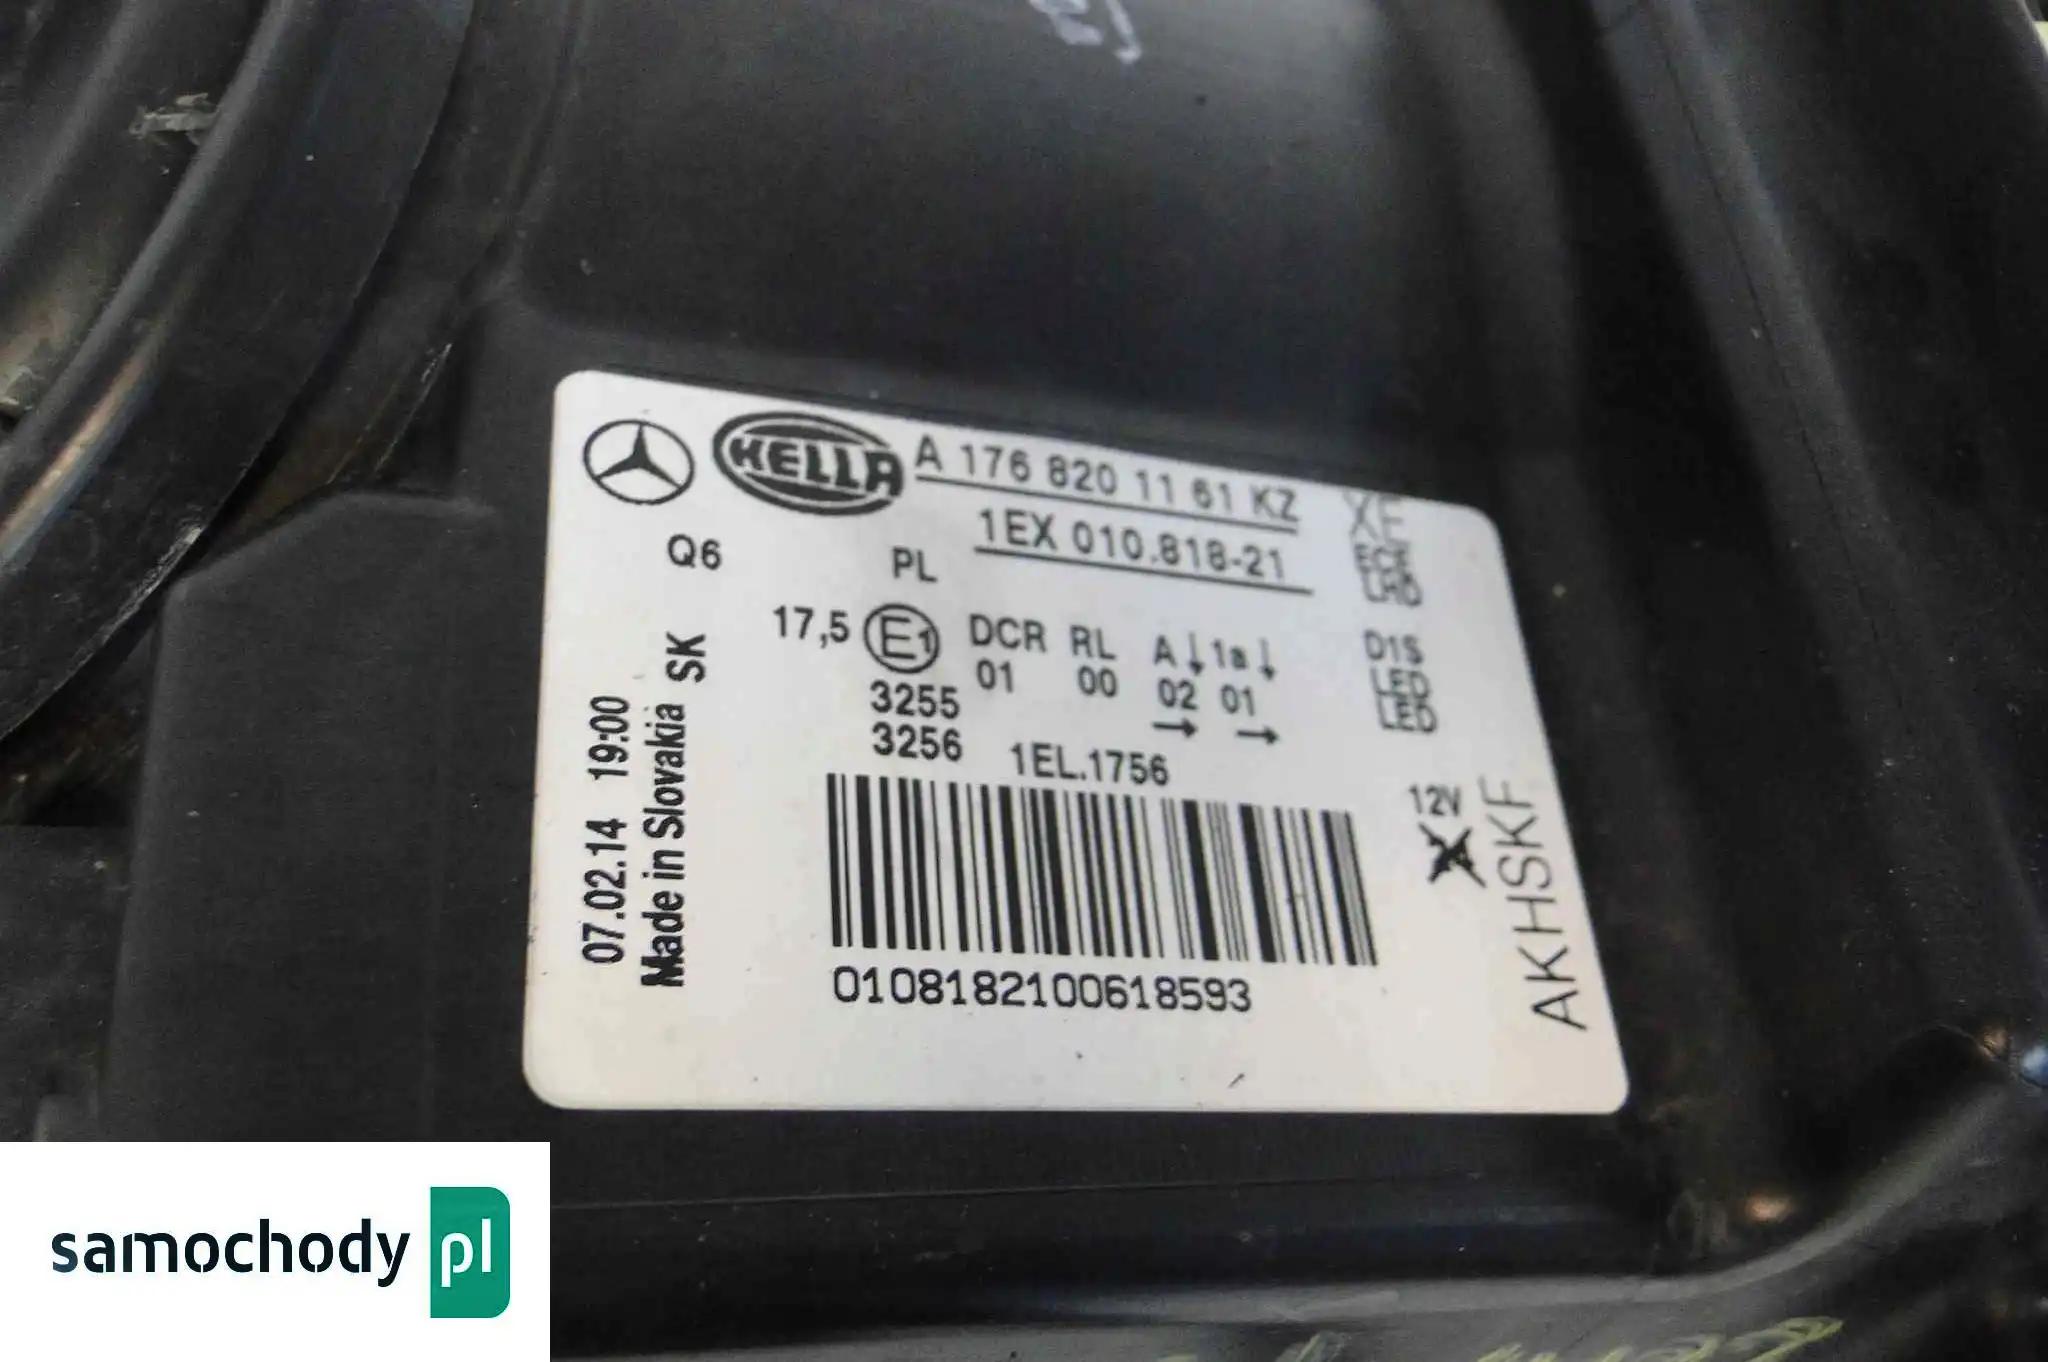 HELLA A 176 820 11 61 KZ XE
1EX 010.818-21 ECE
LHD
Q6 PL
17,5 E1 DCR RL A↓ 1a↓ D1S
01 00 02 01 LED
3255 → → LED
3256 1EL.1756
12V
X
0108182100618593
07.02.14 19:00
Made in Slovakia SK
AKHSKF
samochody pl